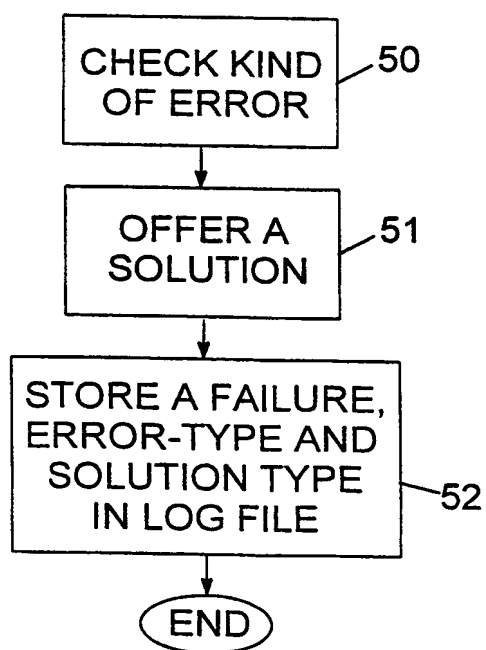 CHECK KIND
OF ERROR
50
OFFER A
SOLUTION
51
STORE A FAILURE,
ERROR-TYPE AND
SOLUTION TYPE
IN LOG FILE
52
END